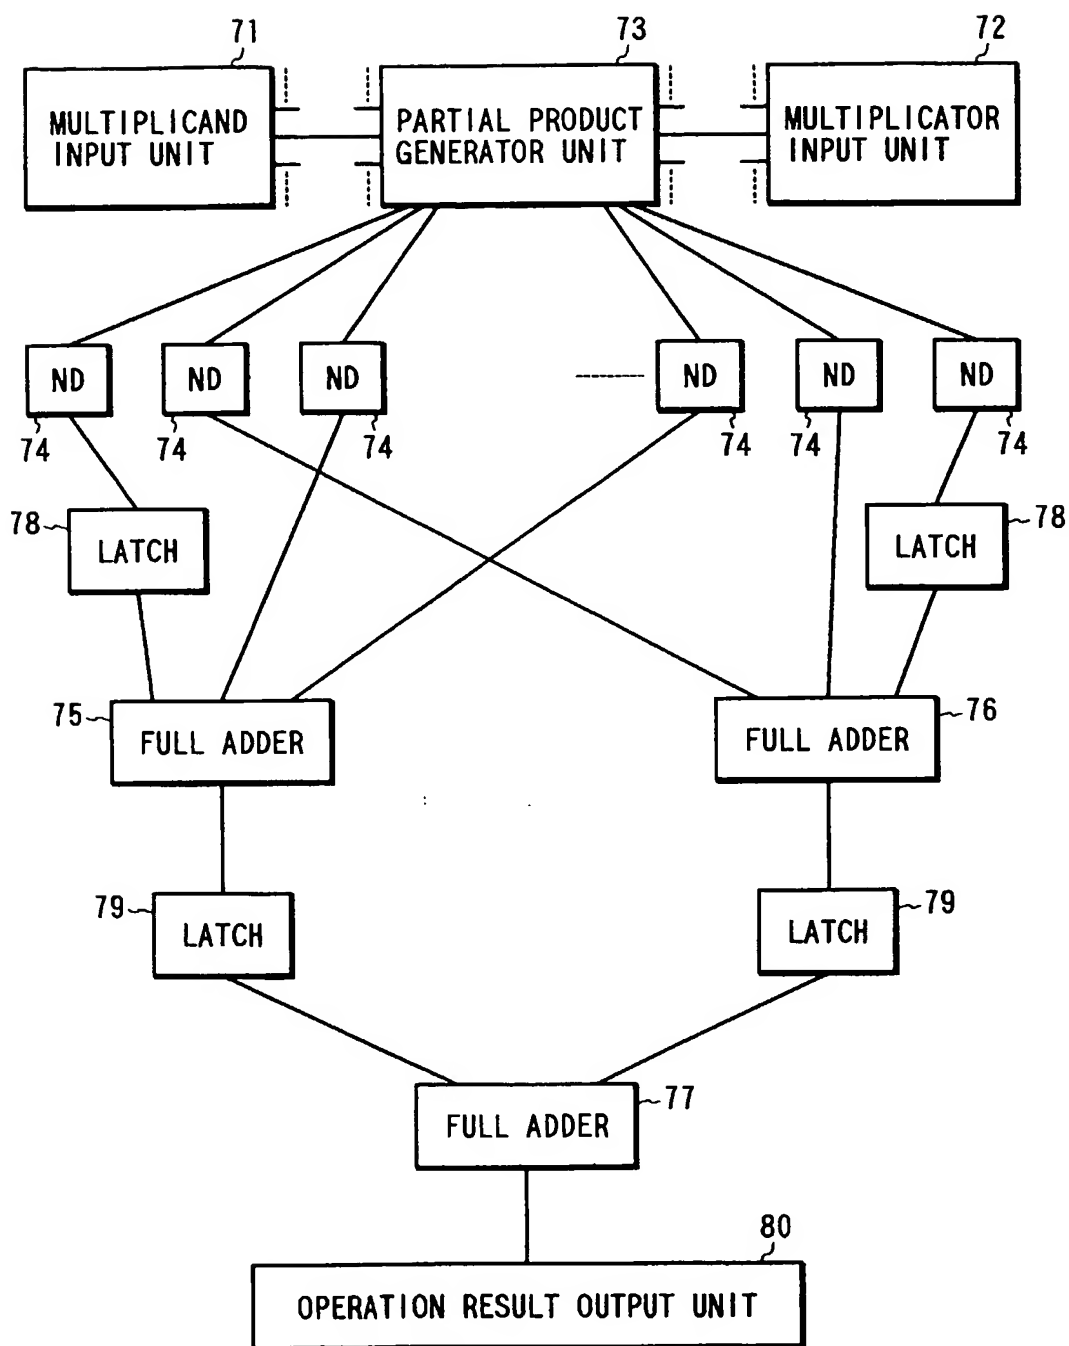 71
73
72
MULTIPLICAND
INPUT UNIT
PARTIAL PRODUCT
GENERATOR UNIT
MULTIPLICATOR
INPUT UNIT
ND
ND
ND
ND
ND
ND
74
74
74
74
74
74
78
LATCH
LATCH
78
75
FULL ADDER
FULL ADDER
76
79
LATCH
LATCH
79
FULL ADDER
77
80
OPERATION RESULT OUTPUT UNIT